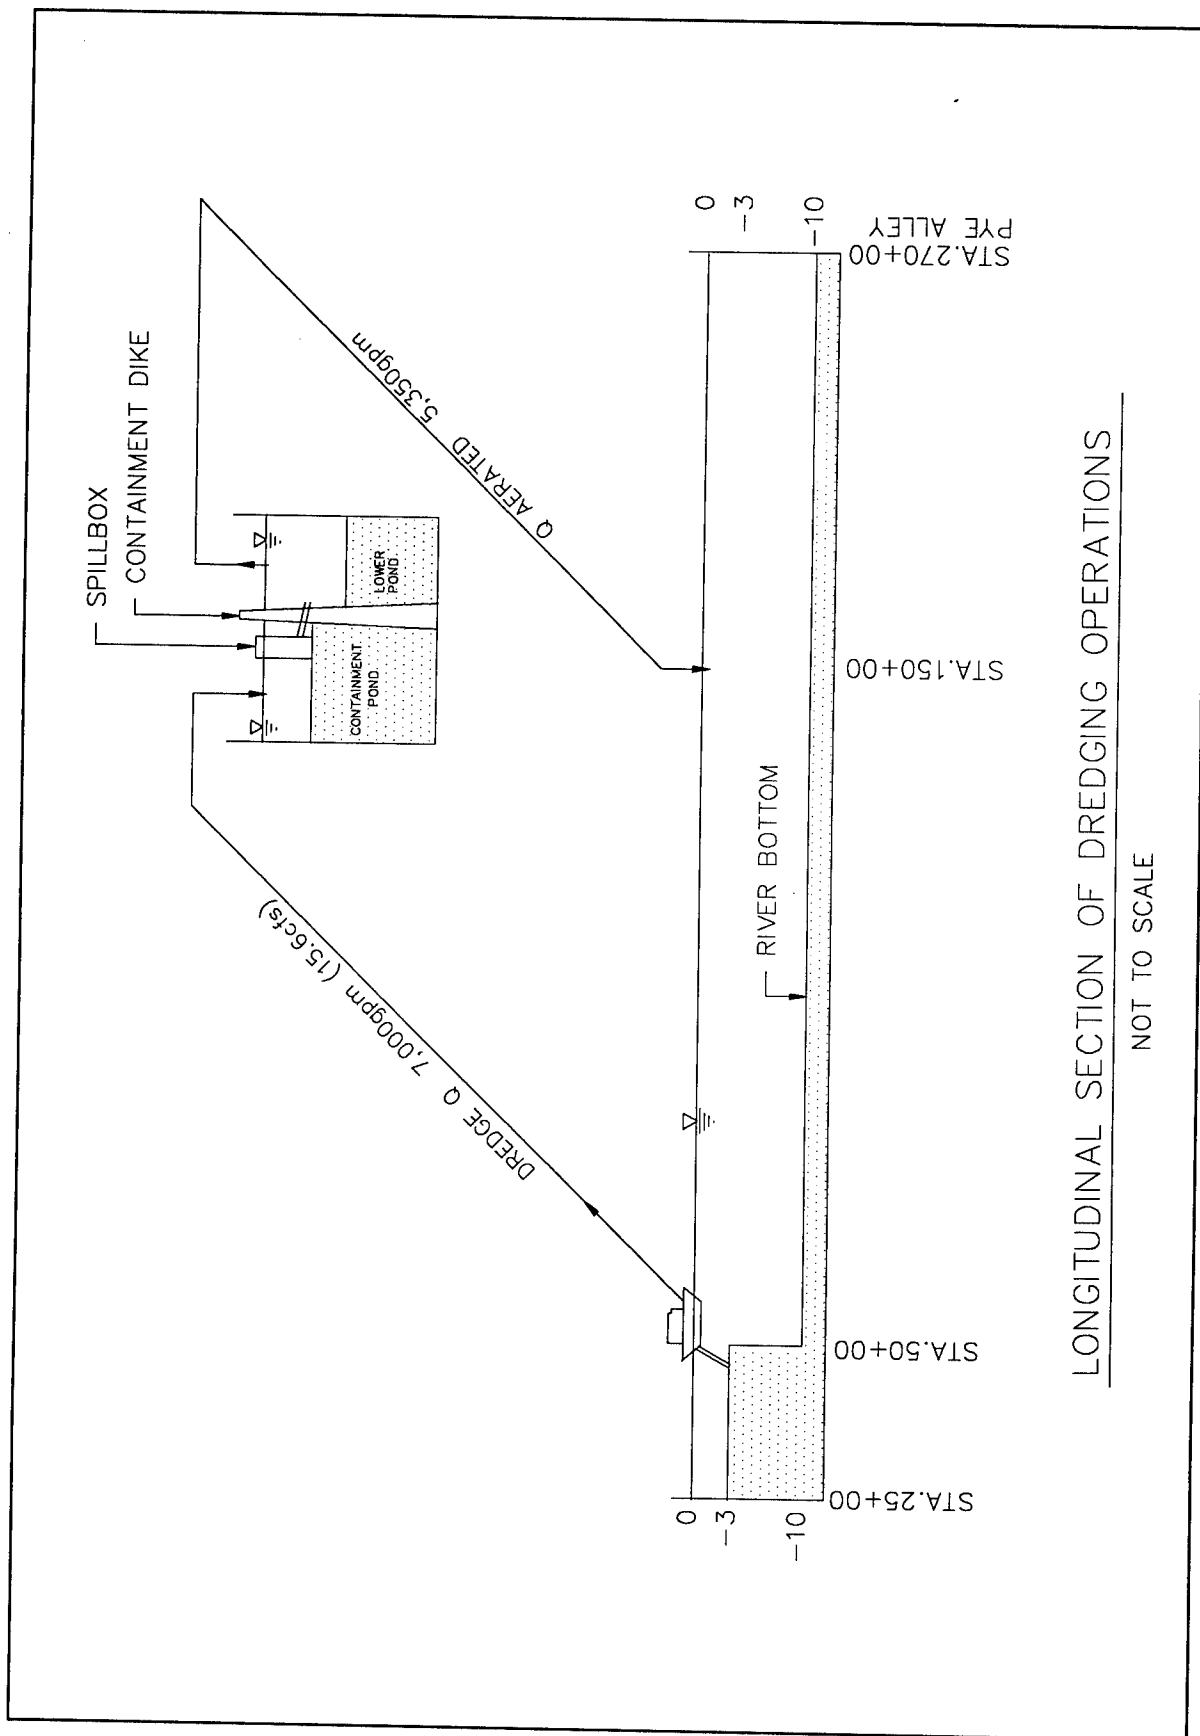 SPILLBOX
CONTAINMENT DIKE
CONTAINMENT
POND
LOWER
POND
DREDGE Q 7,000gpm (15.6cfs)
Q AERATED 5,350gpm
0
-3
-10
0
-3
-10
RIVER BOTTOM
STA.25+00
STA.50+00
STA.150+00
STA.270+00
PYE ALLEY
LONGITUDINAL SECTION OF DREDGING OPERATIONS
NOT TO SCALE